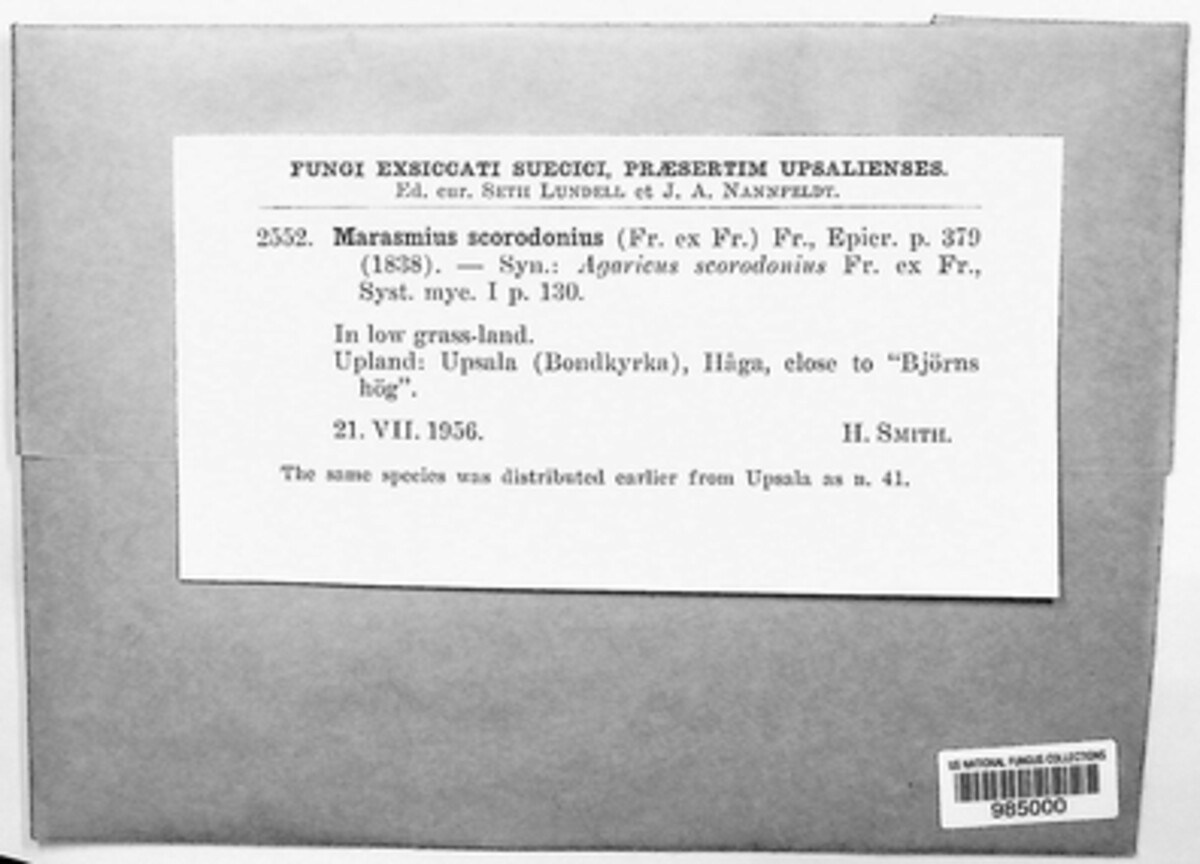 FUNGI EXSICCATI SUECICI, PRÆSERTIM UPSALIENSES.
Ed. cur. SETH LUNDELL et J. A. NANNFELDT.
2552. Marasmius scorodonius (Fr. ex Fr.) Fr., Epicr. p. 379
(1838). — Syn.: Agaricus scorodonius Fr. ex Fr.,
Syst. myc. I p. 130.
In low grass-land.
Upland: Upsala (Bondkyrka), Håga, close to “Björns
hög”.
21. VII. 1956. H. SMITH.
The same species was distributed earlier from Upsala as n. 41.
US NATIONAL FUNGUS COLLECTIONS
985000